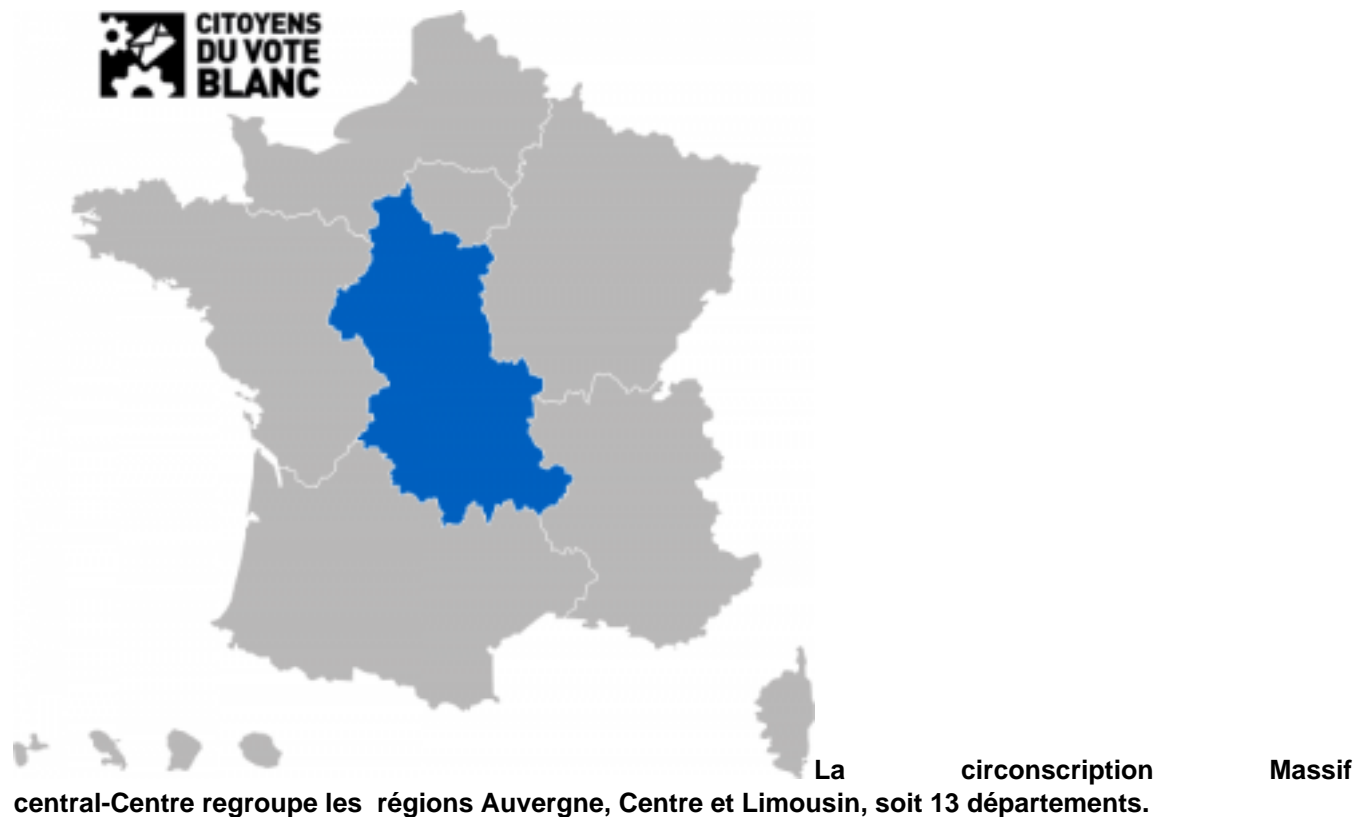 CITOYENS
DU VOTE
BLANC
La circonscription Massif
central-Centre regroupe les régions Auvergne, Centre et Limousin, soit 13 départements.